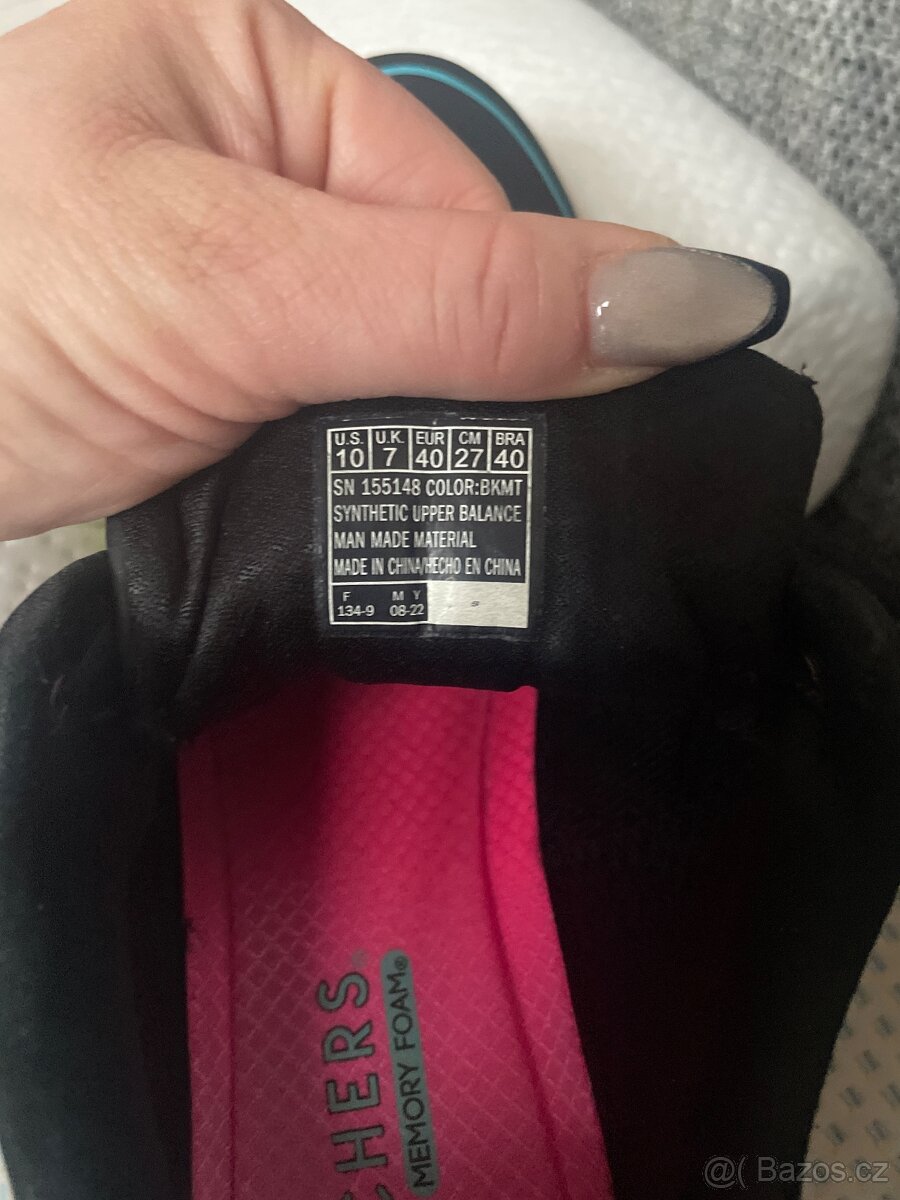 U.S. U.K. EUR CM BRA
10 7 40 27 40
SN 155148 COLOR:BKMT
SYNTHETIC UPPER BALANCE
MAN MADE MATERIAL
MADE IN CHINA/HECHO EN CHINA
F M Y
134-9 08-22
S
CHERS®
MEMORY FOAM®
@( Bazos.cz